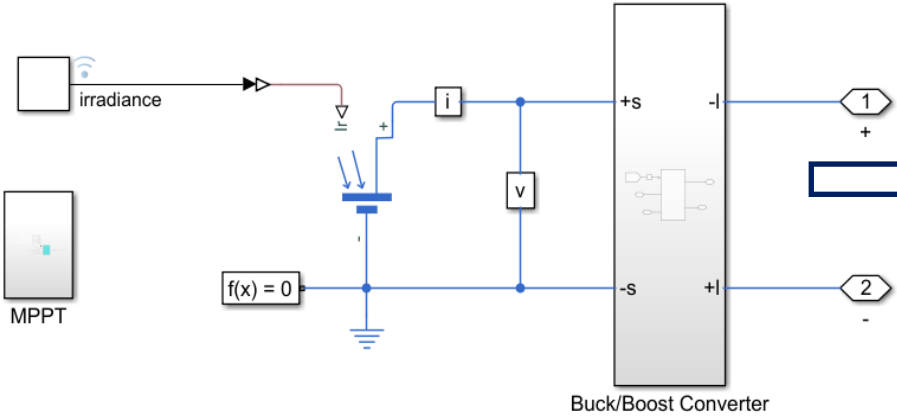 irradiance
Ir
+
i
v
-
f(x) = 0
MPPT
+s
-I
-s
+I
1
+
2
-
Buck/Boost Converter